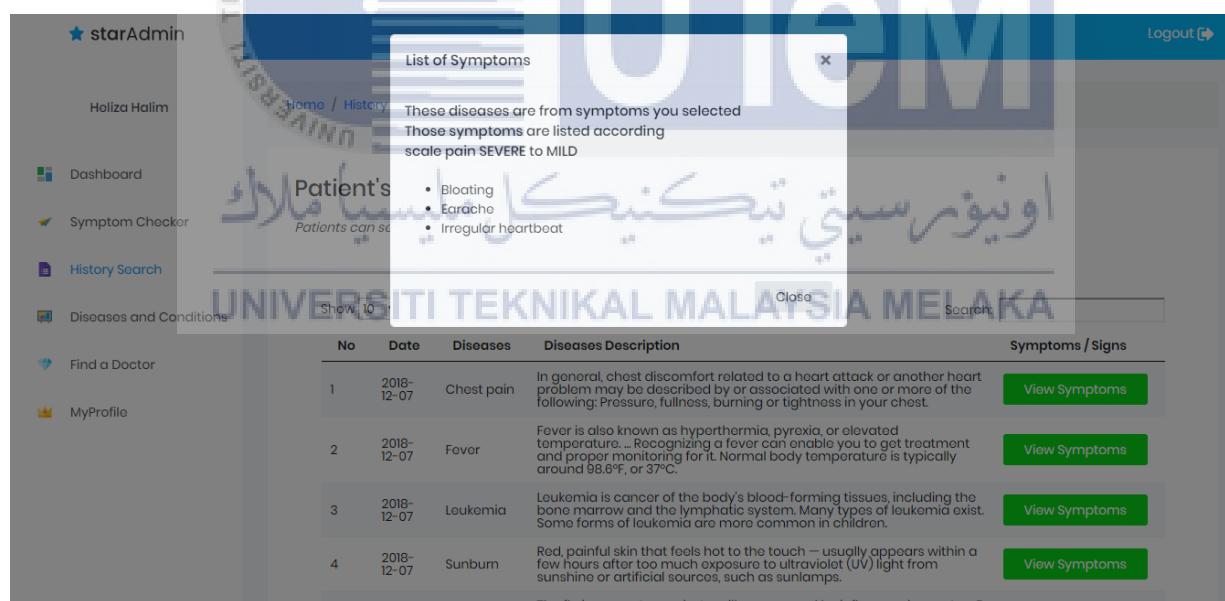 starAdmin
Logout
UTeM
UNIVERSITI
List of Symptoms
×
Heliza Halim
Home / History
These diseases are from symptoms you selected
Those symptoms are listed according
scale pain SEVERE to MILD
Dashboard
Patient's
• Bloating
• Earache
• Irregular heartbeat
Symptom Checker
Patients can se
اونيۏرسيتي تيكنيكل مليسيا ملاك
History Search
Close
UNIVERSITI TEKNIKAL MALAYSIA MELAKA
Diseases and Conditions
Show 10
Search:
Find a Doctor
MyProfile
No Date Diseases Diseases Description Symptoms / Signs
1 2018-12-07 Chest pain In general, chest discomfort related to a heart attack or another heart
problem may be described by or associated with one or more of the
following: Pressure, fullness, burning or tightness in your chest.
View Symptoms
2 2018-12-07 Fever Fever is also known as hyperthermia, pyrexia, or elevated
temperature. ... Recognizing a fever can enable you to get treatment
and proper monitoring for it. Normal body temperature is typically
around 98.6°F, or 37°C.
View Symptoms
3 2018-12-07 Leukemia Leukemia is cancer of the body's blood-forming tissues, including the
bone marrow and the lymphatic system. Many types of leukemia exist.
Some forms of leukemia are more common in children.
View Symptoms
4 2018-12-07 Sunburn Red, painful skin that feels hot to the touch — usually appears within a
few hours after too much exposure to ultraviolet (UV) light from
sunshine or artificial sources, such as sunlamps.
View Symptoms